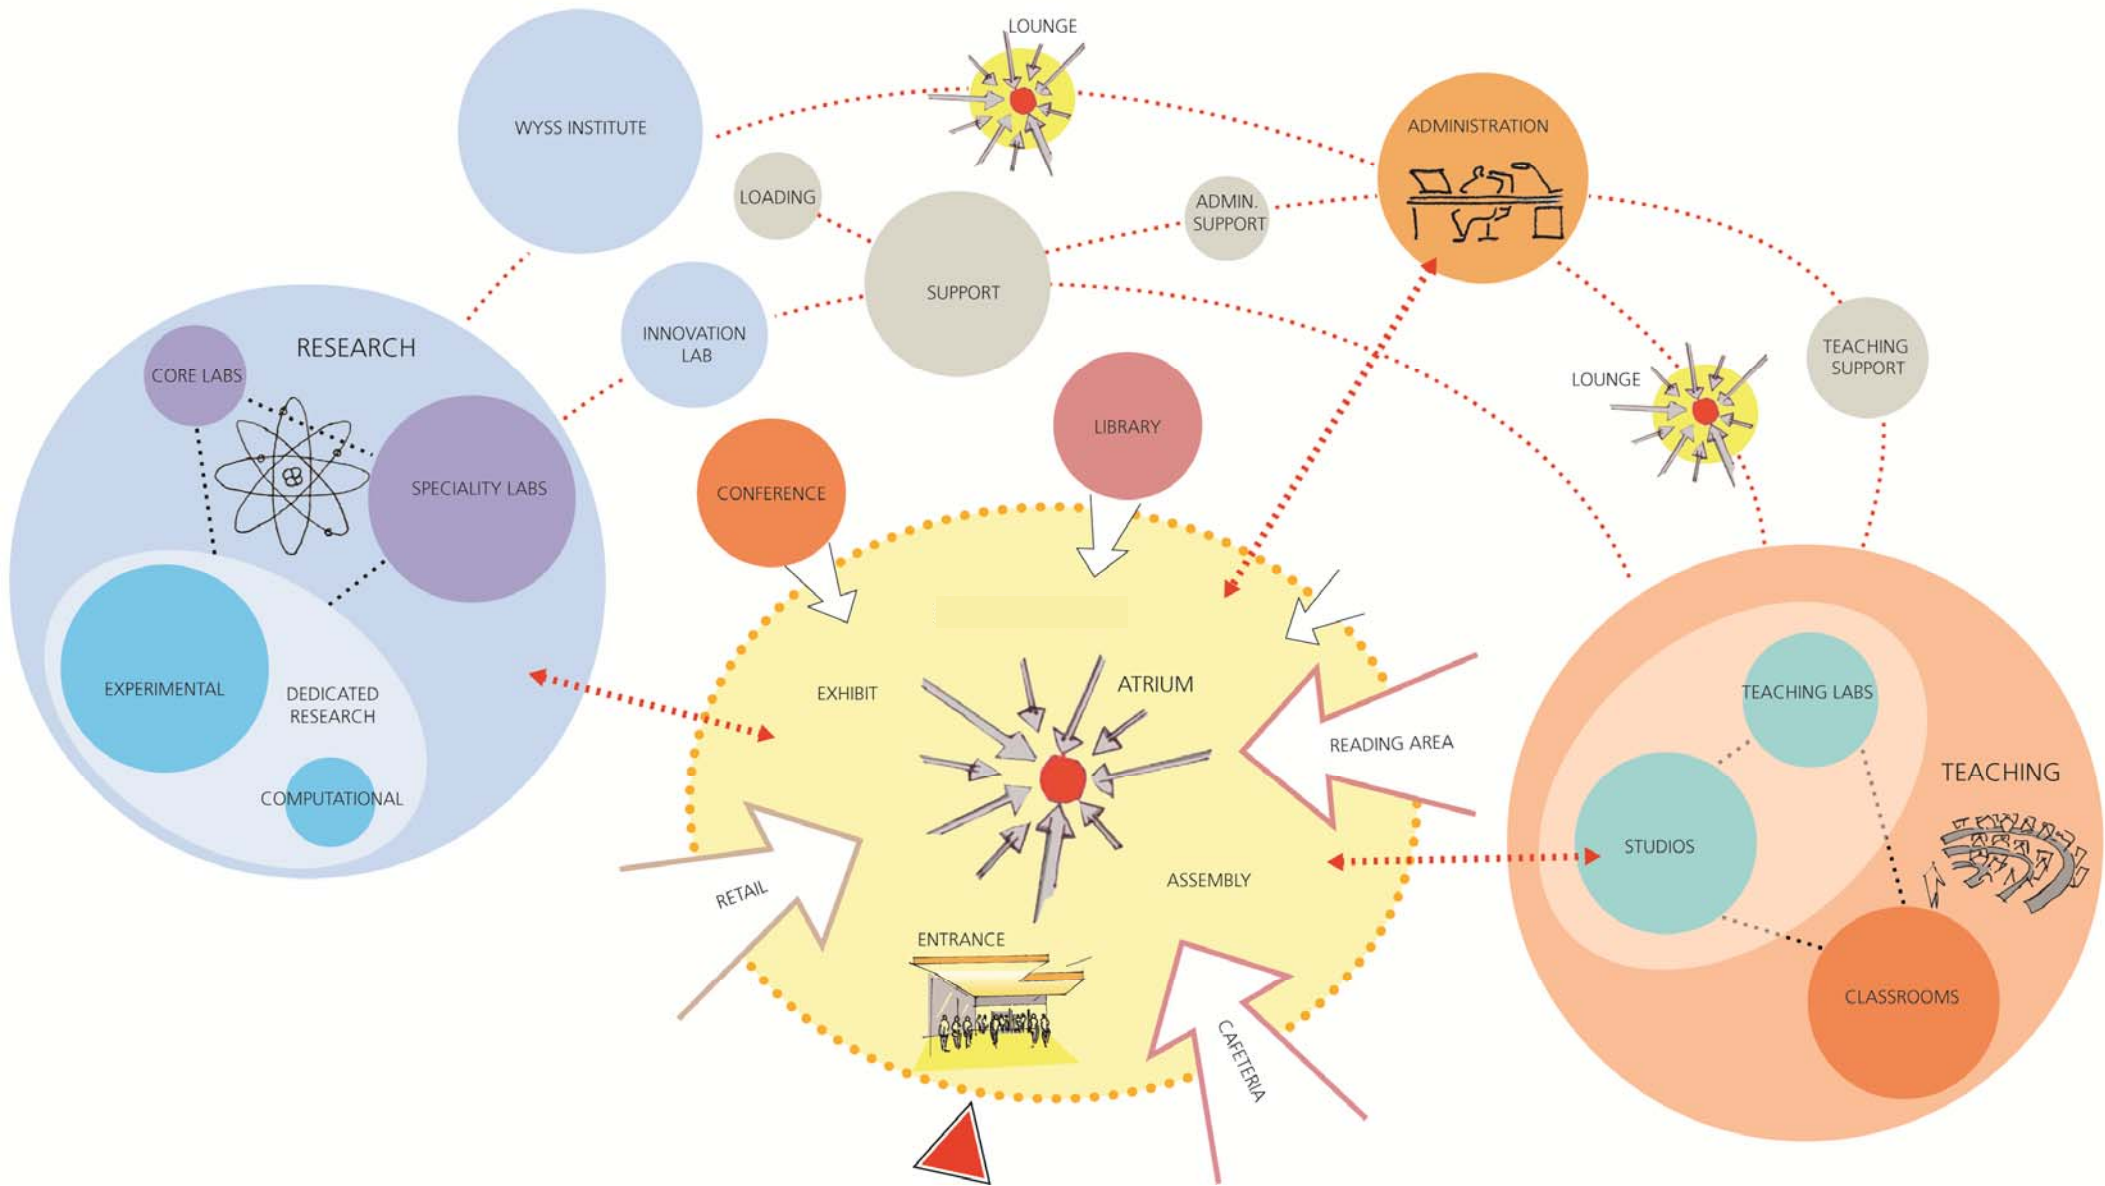 LOUNGE
WYSS INSTITUTE
ADMINISTRATION
LOADING
ADMIN.
SUPPORT
SUPPORT
INNOVATION
LAB
RESEARCH
CORE LABS
TEACHING
SUPPORT
LOUNGE
LIBRARY
SPECIALITY LABS
CONFERENCE
EXPERIMENTAL
DEDICATED
RESEARCH
COMPUTATIONAL
EXHIBIT
ATRIUM
READING AREA
TEACHING LABS
TEACHING
STUDIOS
RETAIL
ASSEMBLY
ENTRANCE
CLASSROOMS
CAFETERIA